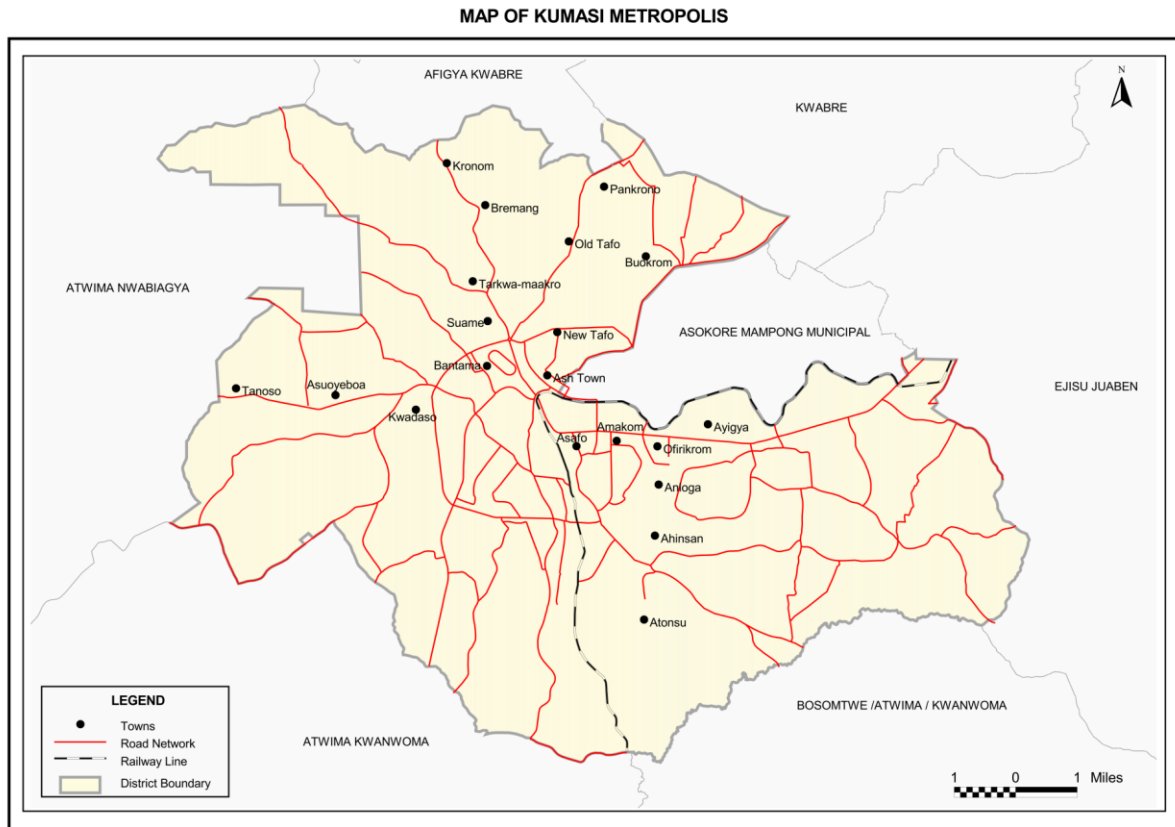 MAP OF KUMASI METROPOLIS
N
AFIGYA KWABRE
KWABRE
Kronom
Pankrono
Bremang
Old Tafo
Buokrom
Tarkwa-maakro
ATWIMA NWABIAGYA
Suame
New Tafo
ASOKORE MAMPONG MUNICIPAL
Bantama
Ash Town
Tanoso
Asuoyeboa
EJISU JUABEN
Kwadaso
Ayigya
Amakom
Asafo
Ofirikrom
Anloga
Ahinsan
Atonsu
BOSOMTWE /ATWIMA / KWANWOMA
ATWIMA KWANWOMA
LEGEND
Towns
Road Network
Railway Line
District Boundary
1 0 1 Miles